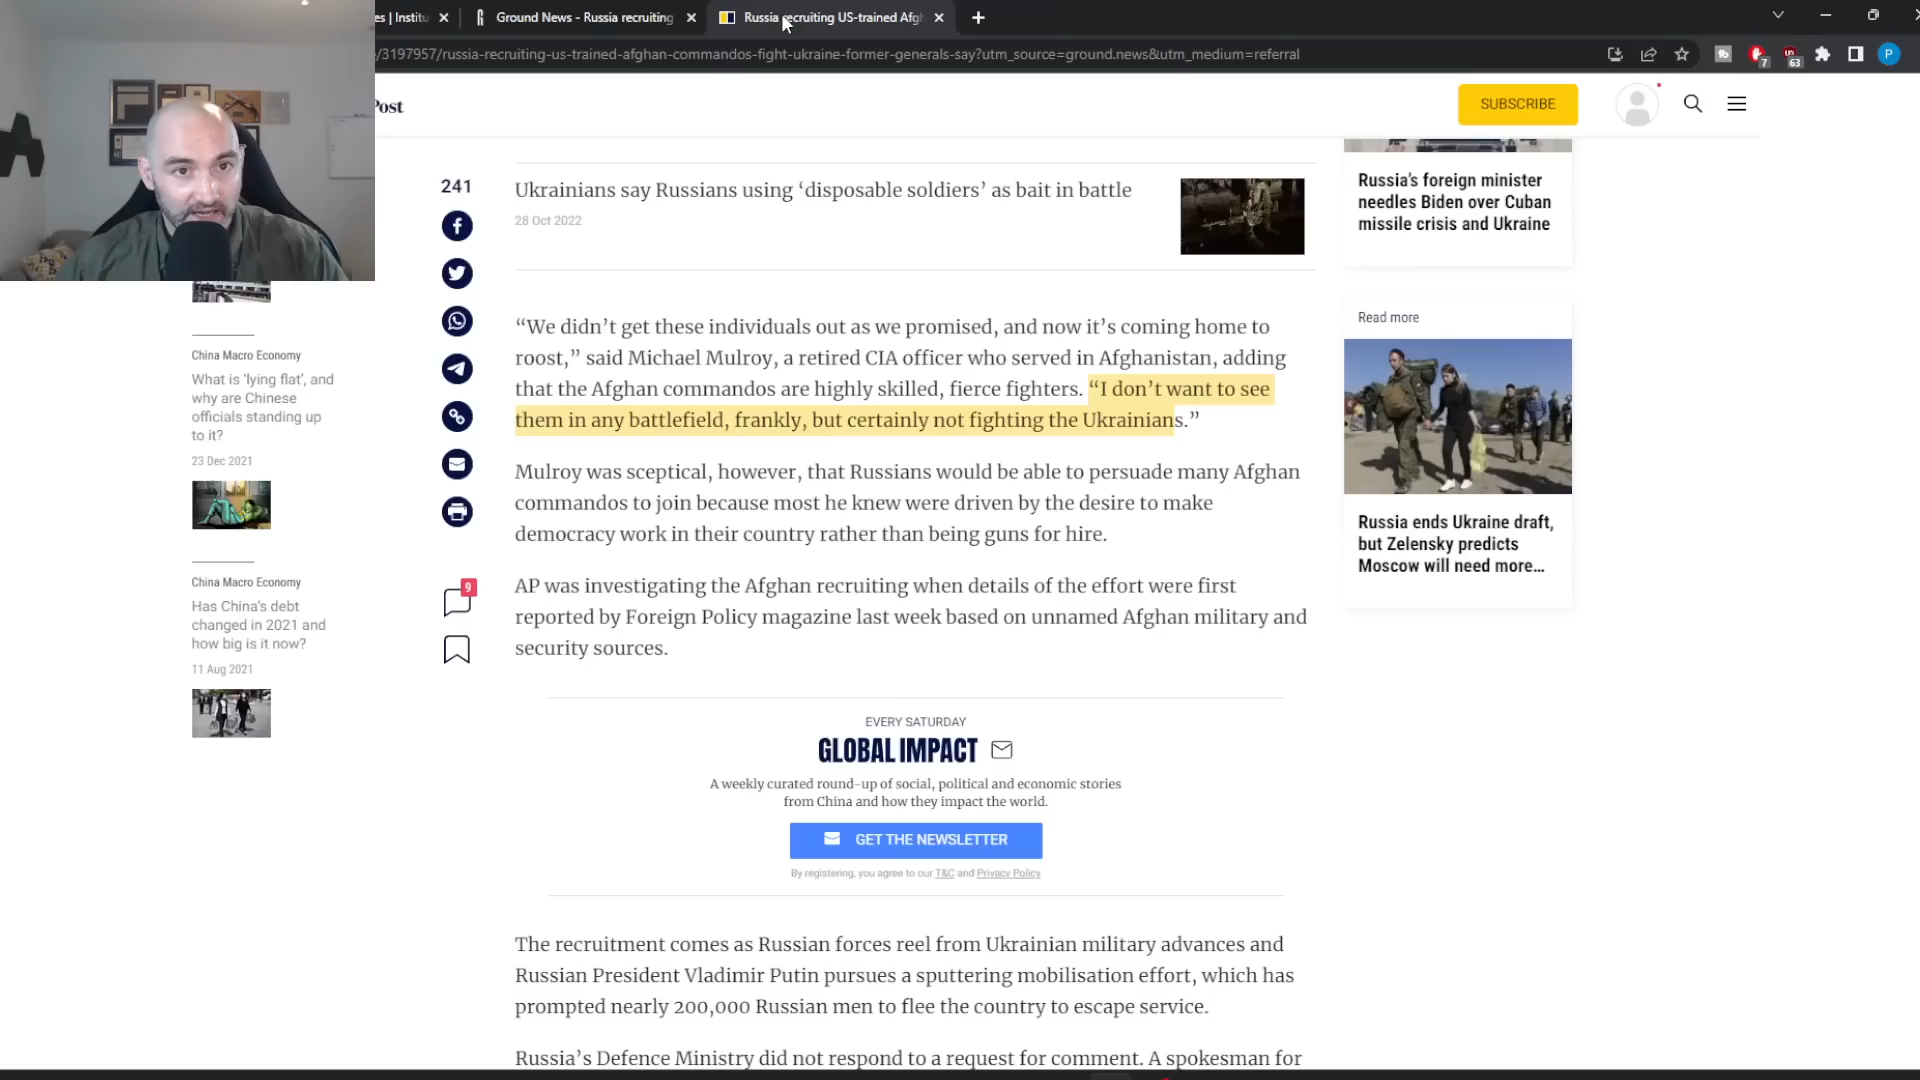 es | Institu
Ground News - Russia recruiting
Russia recruiting US-trained Afgh
/3197957/russia-recruiting-us-trained-afghan-commandos-fight-ukraine-former-generals-say?utm_source=ground.news&utm_medium=referral
7
63
P
Post
SUBSCRIBE
241
Ukrainians say Russians using ‘disposable soldiers’ as bait in battle
28 Oct 2022
“We didn’t get these individuals out as we promised, and now it’s coming home to
roost,” said Michael Mulroy, a retired CIA officer who served in Afghanistan, adding
that the Afghan commandos are highly skilled, fierce fighters. “I don’t want to see
them in any battlefield, frankly, but certainly not fighting the Ukrainians.”
Mulroy was sceptical, however, that Russians would be able to persuade many Afghan
commandos to join because most he knew were driven by the desire to make
democracy work in their country rather than being guns for hire.
9
AP was investigating the Afghan recruiting when details of the effort were first
reported by Foreign Policy magazine last week based on unnamed Afghan military and
security sources.
EVERY SATURDAY
GLOBAL IMPACT
A weekly curated round-up of social, political and economic stories
from China and how they impact the world.
GET THE NEWSLETTER
By registering, you agree to our T&C and Privacy Policy
The recruitment comes as Russian forces reel from Ukrainian military advances and
Russian President Vladimir Putin pursues a sputtering mobilisation effort, which has
prompted nearly 200,000 Russian men to flee the country to escape service.
Russia’s Defence Ministry did not respond to a request for comment. A spokesman for
China Macro Economy
What is ‘lying flat’, and
why are Chinese
officials standing up
to it?
23 Dec 2021
China Macro Economy
Has China’s debt
changed in 2021 and
how big is it now?
11 Aug 2021
Russia’s foreign minister
needles Biden over Cuban
missile crisis and Ukraine
Read more
Russia ends Ukraine draft,
but Zelensky predicts
Moscow will need more...